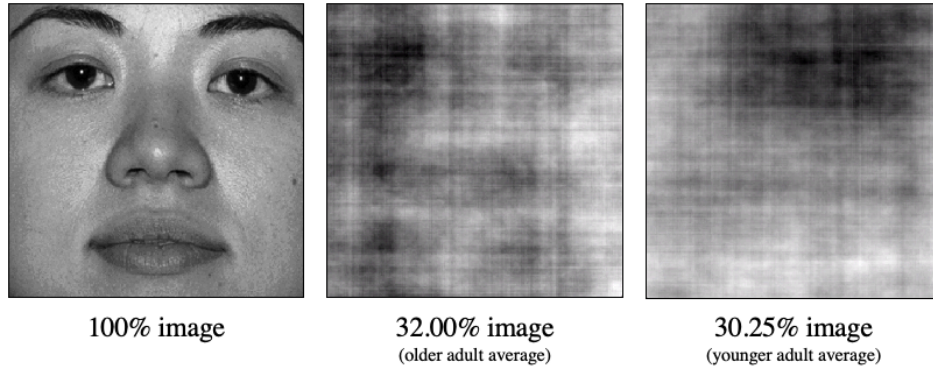 100% image
32.00% image
(older adult average)
30.25% image
(younger adult average)